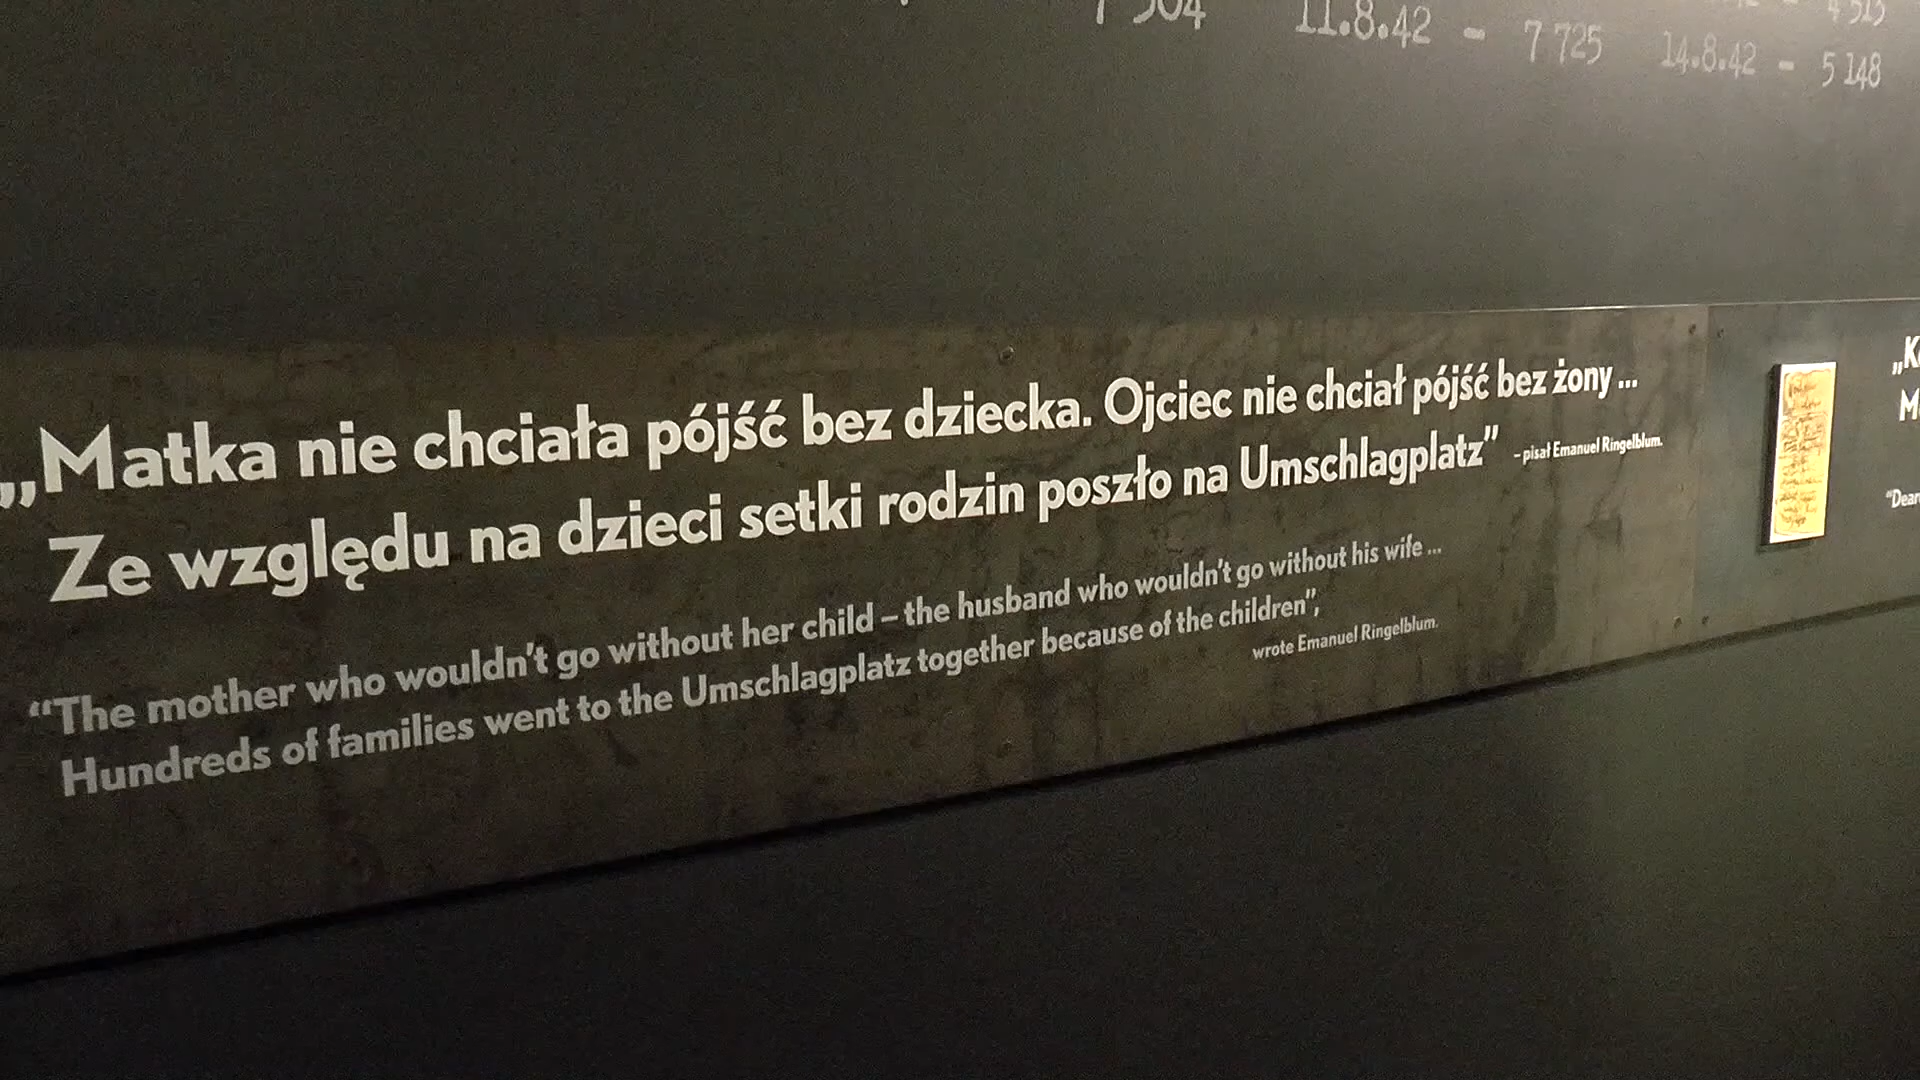 11.8.42 - 7 725 14.8.42 - 5 148
„Matka nie chciała pójść bez dziecka. Ojciec nie chciał pójść bez żony ...
Ze względu na dzieci setki rodzin poszło na Umschlagplatz” – pisał Emanuel Ringelblum.
“The mother who wouldn’t go without her child – the husband who wouldn’t go without his wife ...
Hundreds of families went to the Umschlagplatz together because of the children”,
wrote Emanuel Ringelblum.
“Dear